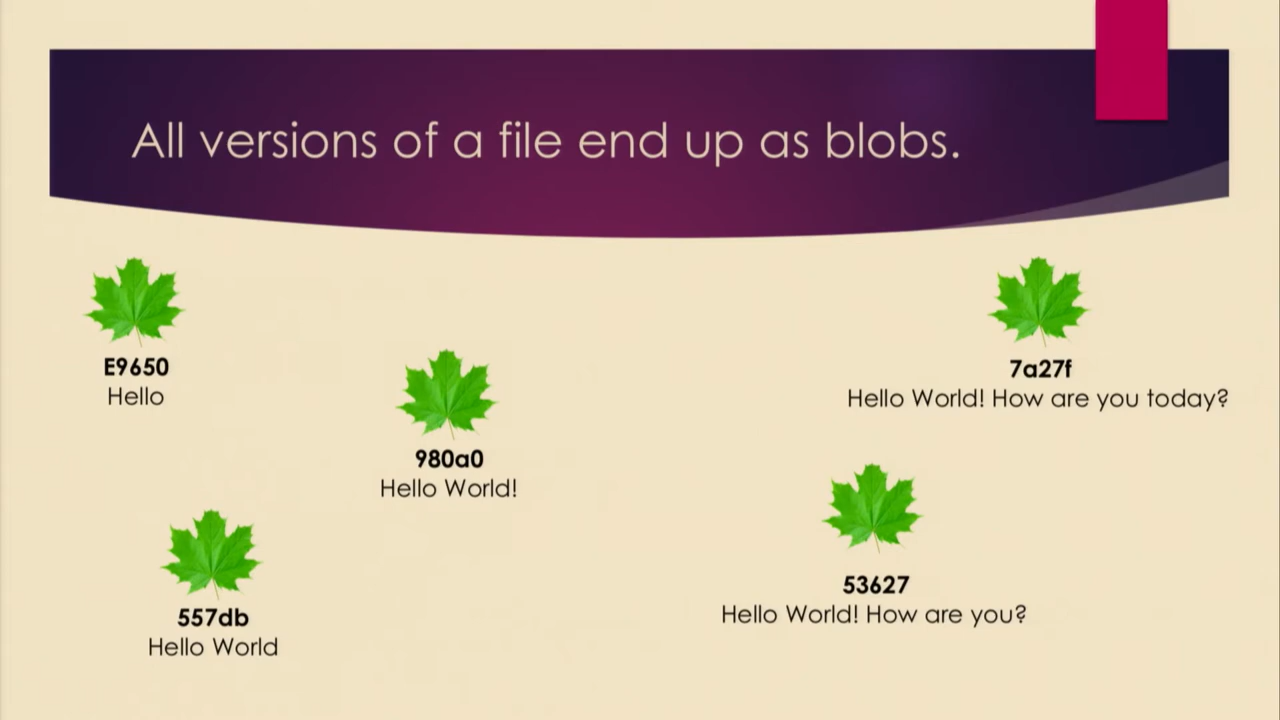 All versions of a file end up as blobs.
E9650
Hello
980a0
Hello World!
557db
Hello World
7a27f
Hello World! How are you today?
53627
Hello World! How are you?